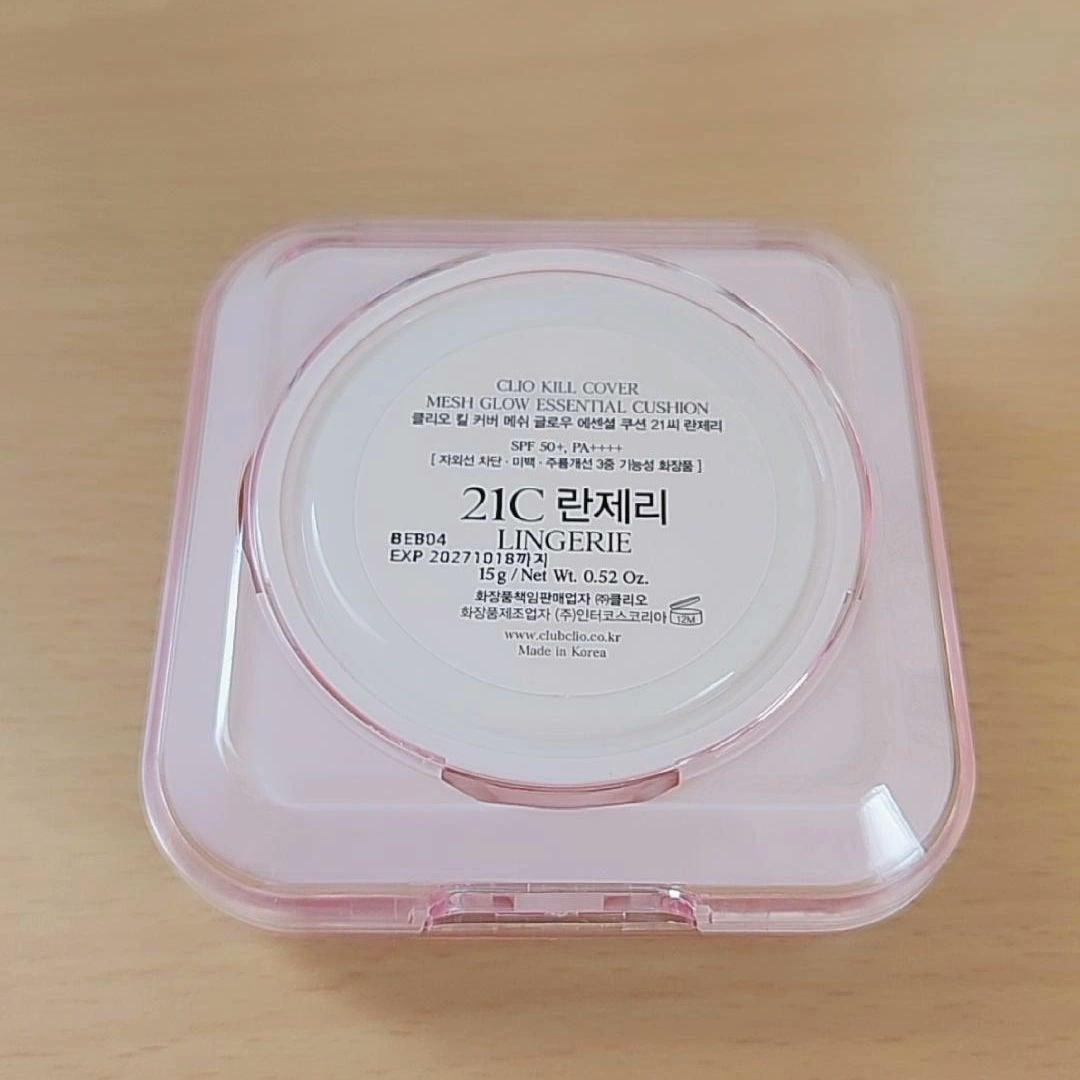 CLIO KILL COVER
MESH GLOW ESSENTIAL CUSHION
클리오 킬 커버 메쉬 글로우 에센셜 쿠션 21씨 란제리
SPF 50+, PA++++
[ 자외선 차단 · 미백 · 주름개선 3중 기능성 화장품 ]
21C 란제리
LINGERIE
BEB04
EXP 20271018까지
15g / Net Wt. 0.52 Oz.
화장품책임판매업자 ㈜클리오
화장품제조업자 (주)인터코스코리아 12M
www.clubclio.co.kr
Made in Korea